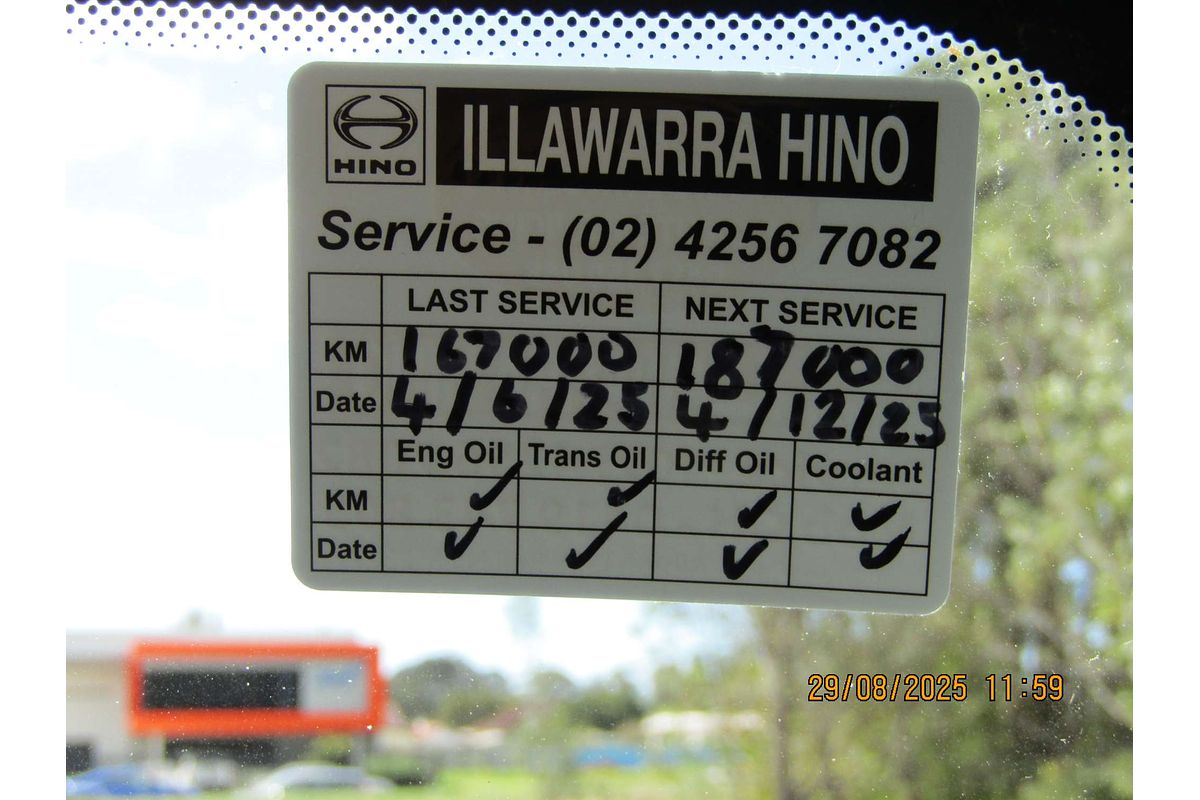 HINO ILLAWARRA HINO
Service - (02) 4256 7082
LAST SERVICE NEXT SERVICE
KM 167000 187000
Date 4/6/25 4/12/25
Eng Oil Trans Oil Diff Oil Coolant
KM ✓ ✓ ✓ ✓
Date ✓ ✓ ✓ ✓
29/08/2025 11:59